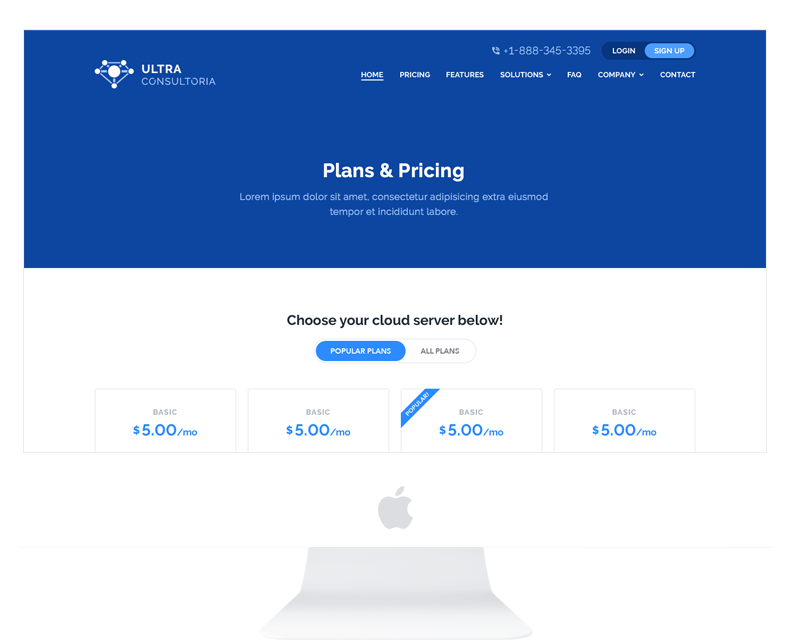 +1-888-345-3395
LOGIN
SIGN UP
ULTRA
CONSULTORIA
HOME
PRICING
FEATURES
SOLUTIONS
FAQ
COMPANY
CONTACT
Plans & Pricing
Lorem ipsum dolor sit amet, consectetur adipisicing extra eiusmod
tempor et incididunt labore.
Choose your cloud server below!
POPULAR PLANS
ALL PLANS
BASIC
$5.00/mo
BASIC
$5.00/mo
POPULAR!
BASIC
$5.00/mo
BASIC
$5.00/mo